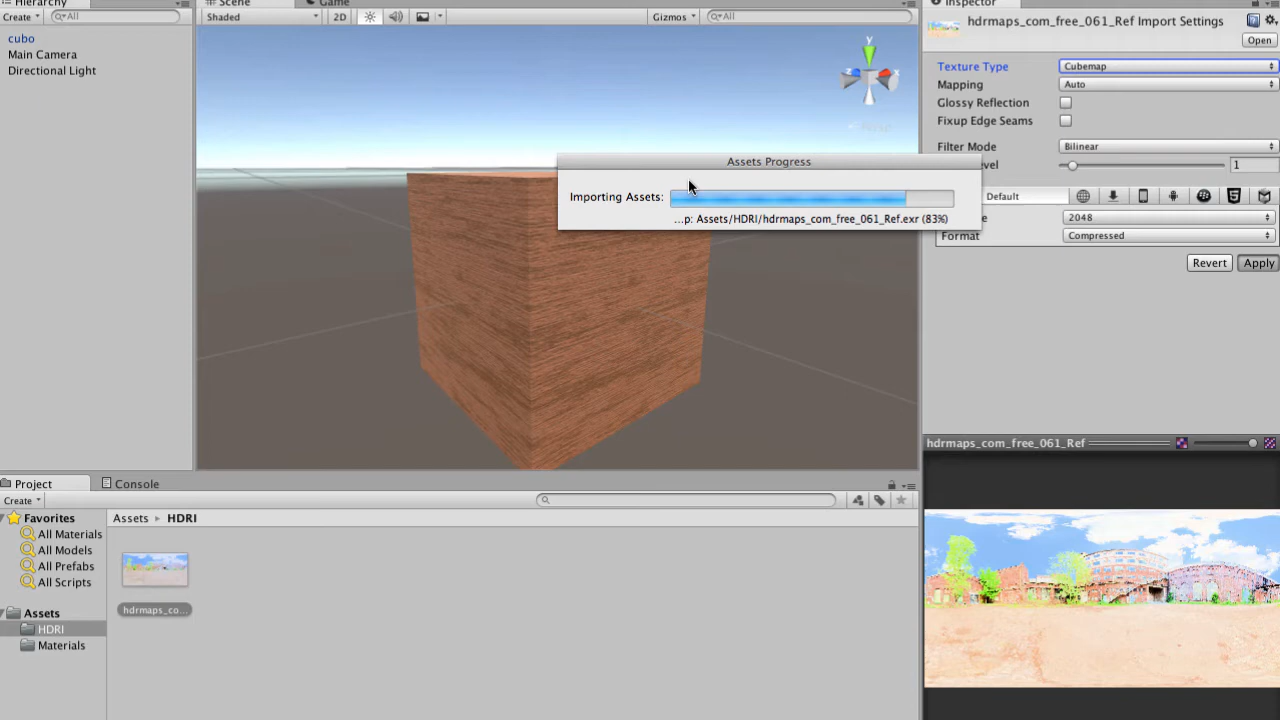 Hierarchy
Create
All
cubo
Main Camera
Directional Light
Scene
Game
Shaded
2D
Gizmos
All
y
x
z
Persp
Assets Progress
Importing Assets:
...p: Assets/HDRI/hdrmaps_com_free_061_Ref.exr (83%)
Inspector
hdrmaps_com_free_061_Ref Import Settings
Open
Texture Type
Cubemap
Mapping
Auto
Glossy Reflection
Fixup Edge Seams
Filter Mode
Bilinear
evel
1
Default
e
2048
Format
Compressed
Revert
Apply
Project
Console
Create
Favorites
All Materials
All Models
All Prefabs
All Scripts
Assets
HDRI
Materials
Assets
HDRI
hdrmaps_co...
hdrmaps_com_free_061_Ref